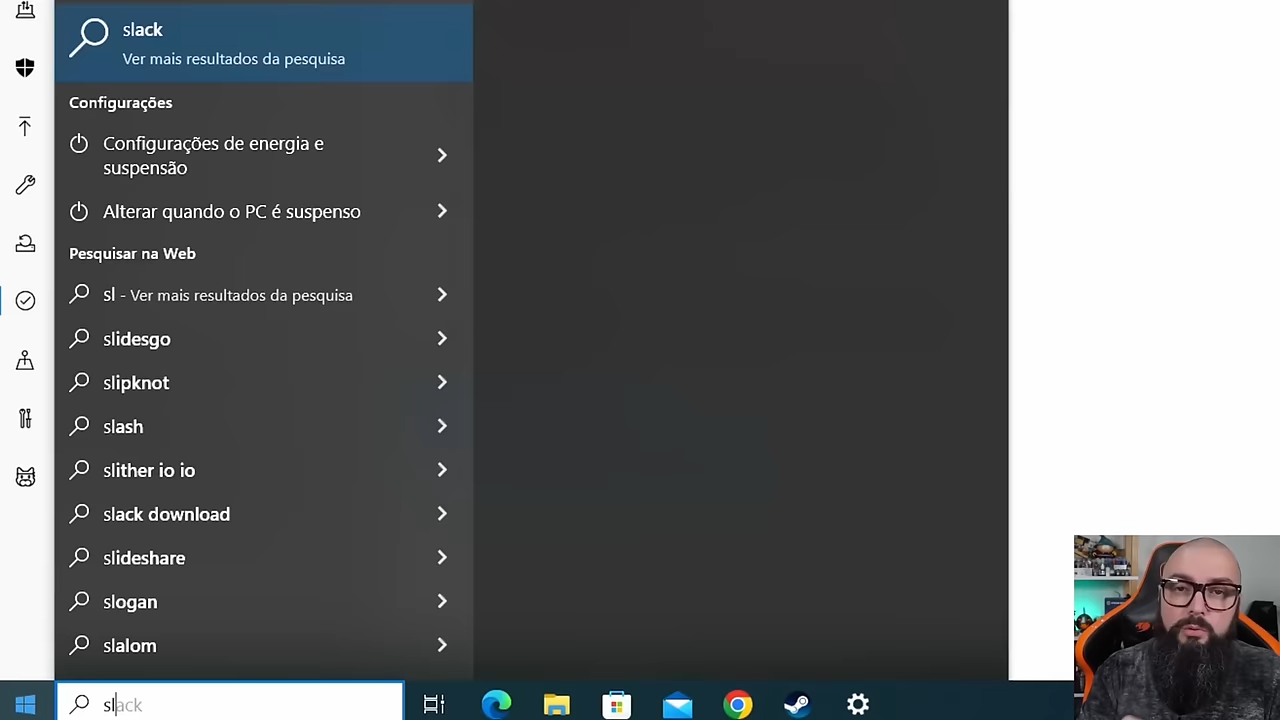 slack
Ver mais resultados da pesquisa
Configurações
Configurações de energia e
suspensão
Alterar quando o PC é suspenso
Pesquisar na Web
sl - Ver mais resultados da pesquisa
slidesgo
slipknot
slash
slither io io
slack download
slideshare
slogan
slalom
slack